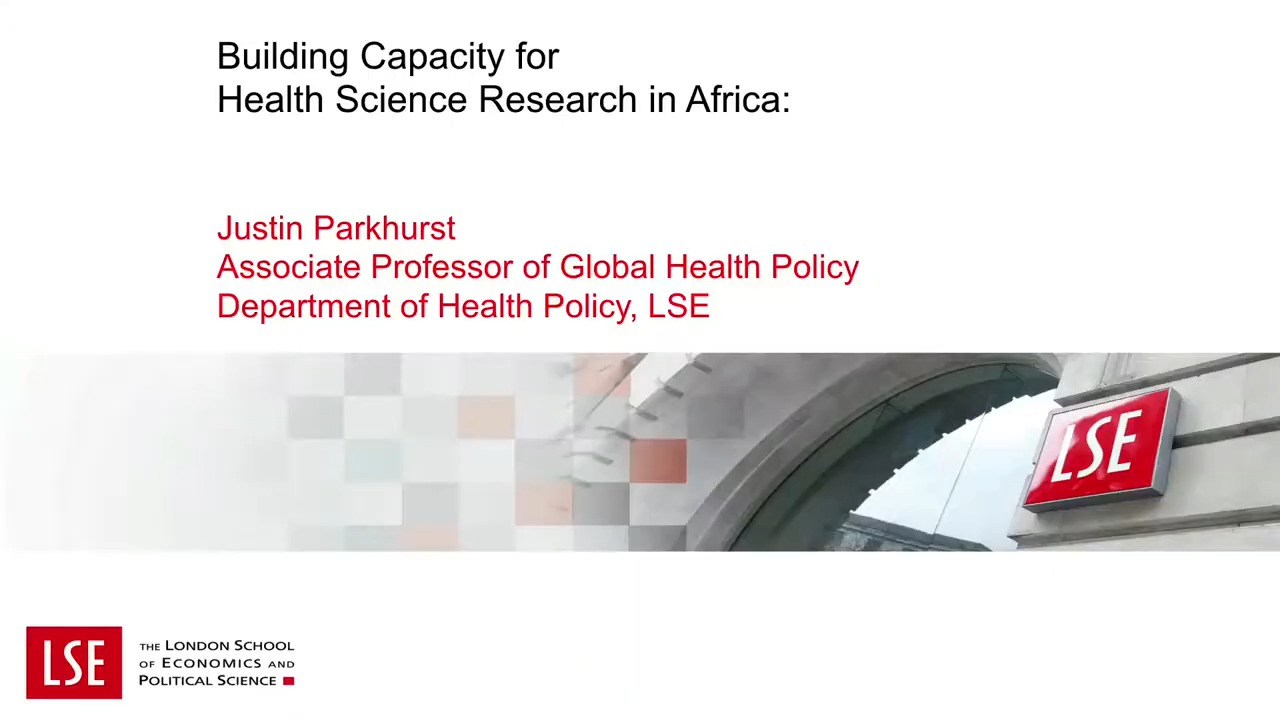 Building Capacity for
Health Science Research in Africa:
Justin Parkhurst
Associate Professor of Global Health Policy
Department of Health Policy, LSE
LSE
LSE
THE LONDON SCHOOL
OF ECONOMICS AND
POLITICAL SCIENCE